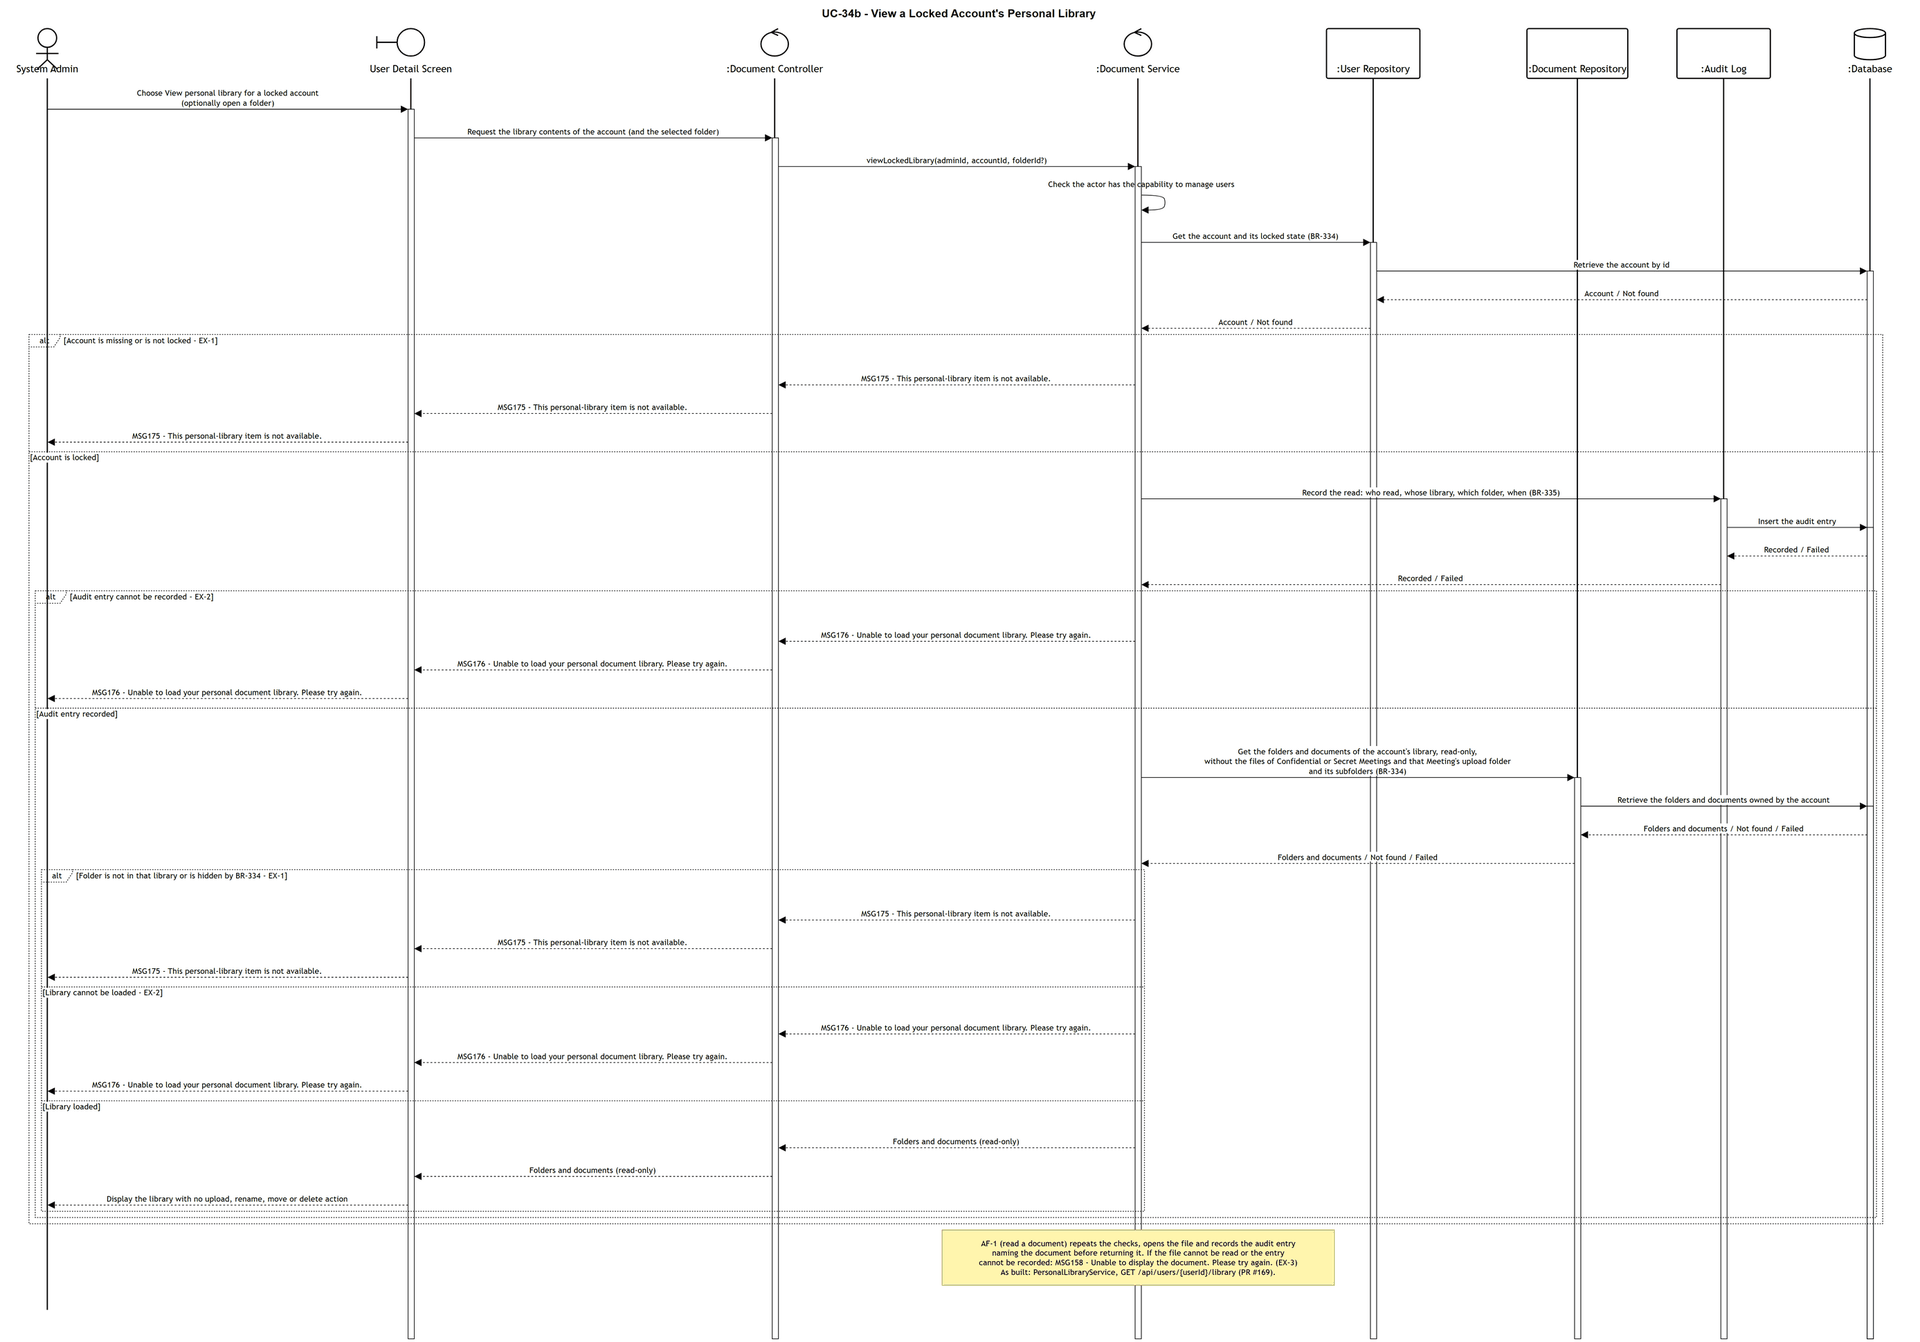 UC-34b - View a Locked Account's Personal Library
System Admin
User Detail Screen
:Document Controller
:Document Service
:User Repository
:Document Repository
:Audit Log
:Database
Choose View personal library for a locked account
(optionally open a folder)
Request the library contents of the account (and the selected folder)
viewLockedLibrary(adminId, accountId, folderId?)
Check the actor has the capability to manage users
Get the account and its locked state (BR-334)
Retrieve the account by id
Account / Not found
Account / Not found
alt
[Account is missing or is not locked - EX-1]
MSG175 - This personal-library item is not available.
MSG175 - This personal-library item is not available.
MSG175 - This personal-library item is not available.
[Account is locked]
Record the read: who read, whose library, which folder, when (BR-335)
Insert the audit entry
Recorded / Failed
Recorded / Failed
alt
[Audit entry cannot be recorded - EX-2]
MSG176 - Unable to load your personal document library. Please try again.
MSG176 - Unable to load your personal document library. Please try again.
MSG176 - Unable to load your personal document library. Please try again.
[Audit entry recorded]
Get the folders and documents of the account's library, read-only,
without the files of Confidential or Secret Meetings and that Meeting's upload folder
and its subfolders (BR-334)
Retrieve the folders and documents owned by the account
Folders and documents / Not found / Failed
Folders and documents / Not found / Failed
alt
[Folder is not in that library or is hidden by BR-334 - EX-1]
MSG175 - This personal-library item is not available.
MSG175 - This personal-library item is not available.
MSG175 - This personal-library item is not available.
[Library cannot be loaded - EX-2]
MSG176 - Unable to load your personal document library. Please try again.
MSG176 - Unable to load your personal document library. Please try again.
MSG176 - Unable to load your personal document library. Please try again.
[Library loaded]
Folders and documents (read-only)
Folders and documents (read-only)
Display the library with no upload, rename, move or delete action
AF-1 (read a document) repeats the checks, opens the file and records the audit entry
naming the document before returning it. If the file cannot be read or the entry
cannot be recorded: MSG158 - Unable to display the document. Please try again. (EX-3)
As built: PersonalLibraryService, GET /api/users/{userId}/library (PR #169).